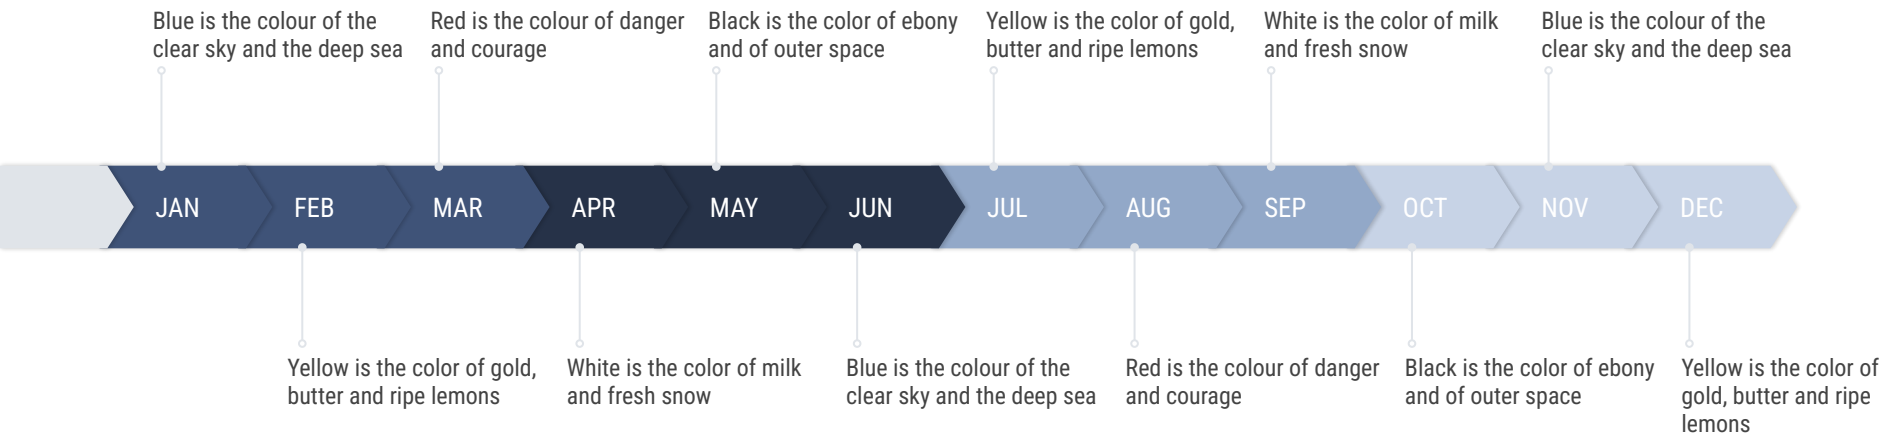 Blue is the colour of the
clear sky and the deep sea
Red is the colour of danger
and courage
Black is the color of ebony
and of outer space
Yellow is the color of gold,
butter and ripe lemons
White is the color of milk
and fresh snow
Blue is the colour of the
clear sky and the deep sea
JAN
FEB
MAR
APR
MAY
JUN
JUL
AUG
SEP
OCT
NOV
DEC
Yellow is the color of gold,
butter and ripe lemons
White is the color of milk
and fresh snow
Blue is the colour of the
clear sky and the deep sea
Red is the colour of danger
and courage
Black is the color of ebony
and of outer space
Yellow is the color of
gold, butter and ripe
lemons